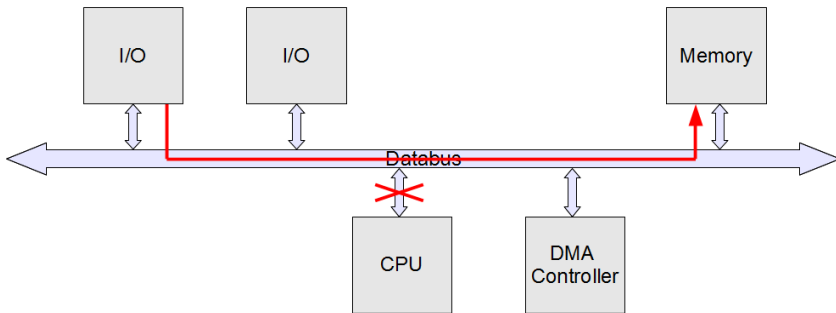 I/O
I/O
Memory
Databus
CPU
DMA
Controller